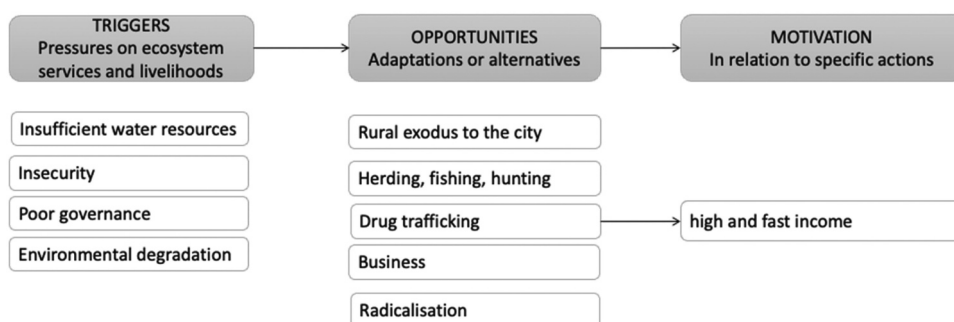 TRIGGERS
Pressures on ecosystem
services and livelihoods
OPPORTUNITIES
Adaptations or alternatives
MOTIVATION
In relation to specific actions
Insufficient water resources
Insecurity
Poor governance
Environmental degradation
Rural exodus to the city
Herding, fishing, hunting
Drug trafficking
Business
Radicalisation
high and fast income